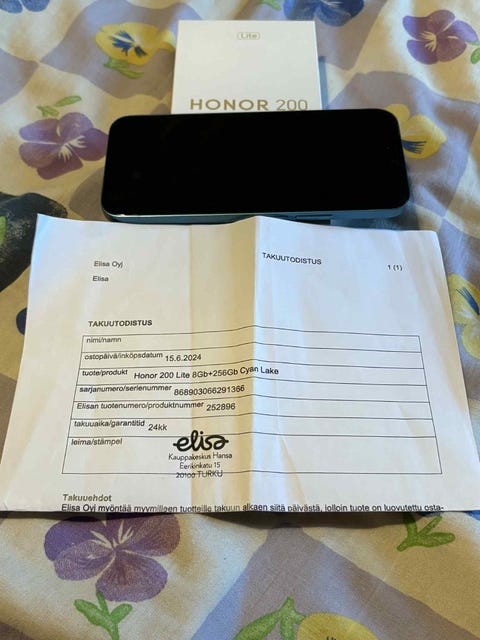 Lite
HONOR 200
Elisa Oyj
TAKUUTODISTUS
1 (1)
Elisa
TAKUUTODISTUS
nimi/namn
ostopäivä/inköpsdatum 15.6.2024
tuote/produkt Honor 200 Lite 8Gb+256Gb Cyan Lake
sarjanumero/serienummer 868903066291366
Elisan tuotenumero/produktnummer 252896
takuuaika/garantitid 24kk
leima/stämpel
elisa
Kauppakeskus Hansa
Eerikinkatu 15
20100 TURKU
Takuuehdot
Elisa Oyj myöntää myymilleen tuotteille takuun alkaen siitä päivästä, jolloin tuote on luovutettu osta-